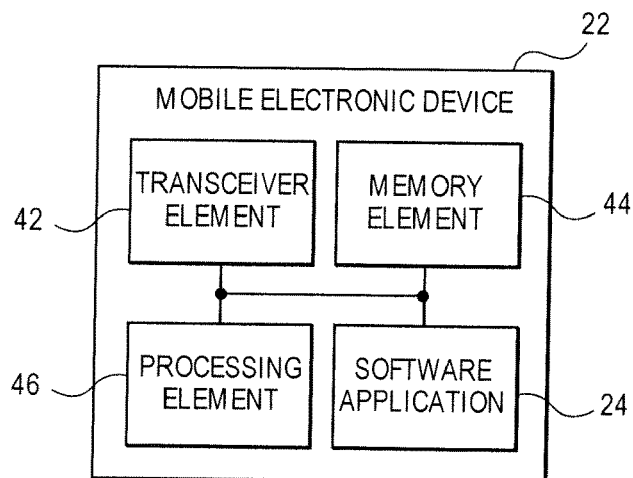 22
MOBILE ELECTRONIC DEVICE
TRANSCEIVER
ELEMENT
MEMORY
ELEMENT
42
44
PROCESSING
ELEMENT
SOFTWARE
APPLICATION
46
24